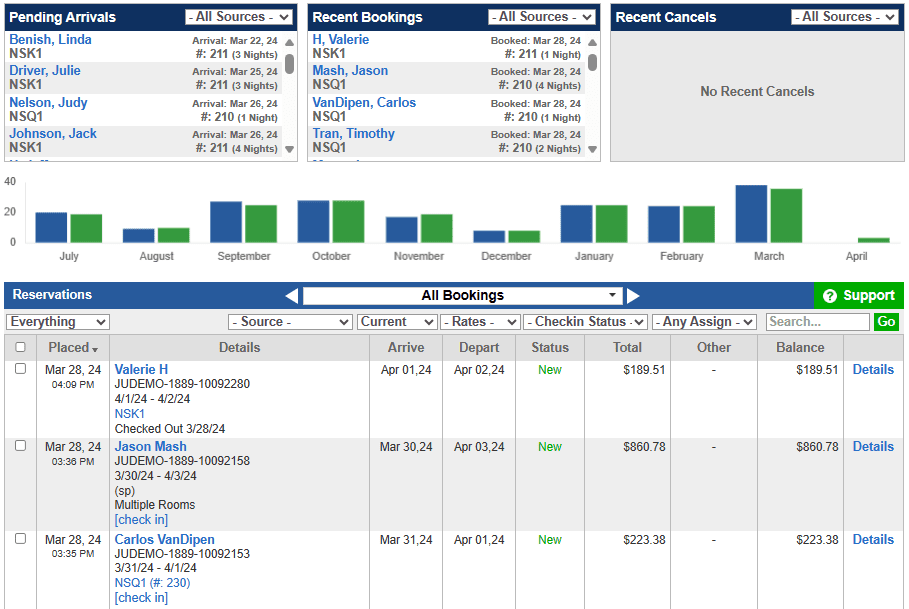 Pending Arrivals - All Sources -
Benish, Linda Arrival: Mar 22, 24
NSK1 #: 211 (3 Nights)
Driver, Julie Arrival: Mar 25, 24
NSK1 #: 211 (3 Nights)
Nelson, Judy Arrival: Mar 26, 24
NSQ1 #: 210 (1 Night)
Johnson, Jack Arrival: Mar 26, 24
NSK1 #: 211 (4 Nights)
Recent Bookings - All Sources -
H, Valerie Booked: Mar 28, 24
NSK1 #: 211 (1 Night)
Mash, Jason Booked: Mar 28, 24
NSQ1 #: 210 (4 Nights)
VanDipen, Carlos Booked: Mar 28, 24
NSQ1 #: 210 (1 Night)
Tran, Timothy Booked: Mar 28, 24
NSQ1 #: 210 (2 Nights)
Recent Cancels - All Sources -
No Recent Cancels
40
20
0
July August September October November December January February March April
Reservations All Bookings ? Support
Everything - Source - Current - Rates - - Checkin Status - - Any Assign - Search... Go
Placed Details Arrive Depart Status Total Other Balance
Mar 28, 24 Valerie H Apr 01,24 Apr 02,24 New $189.51 - $189.51 Details
04:09 PM JUDEMO-1889-10092280
4/1/24 - 4/2/24
NSK1
Checked Out 3/28/24
Mar 28, 24 Jason Mash Mar 30,24 Apr 03,24 New $860.78 - $860.78 Details
03:36 PM JUDEMO-1889-10092158
3/30/24 - 4/3/24
(sp)
Multiple Rooms
[check in]
Mar 28, 24 Carlos VanDipen Mar 31,24 Apr 01,24 New $223.38 - $223.38 Details
03:35 PM JUDEMO-1889-10092153
3/31/24 - 4/1/24
NSQ1 (#: 230)
[check in]